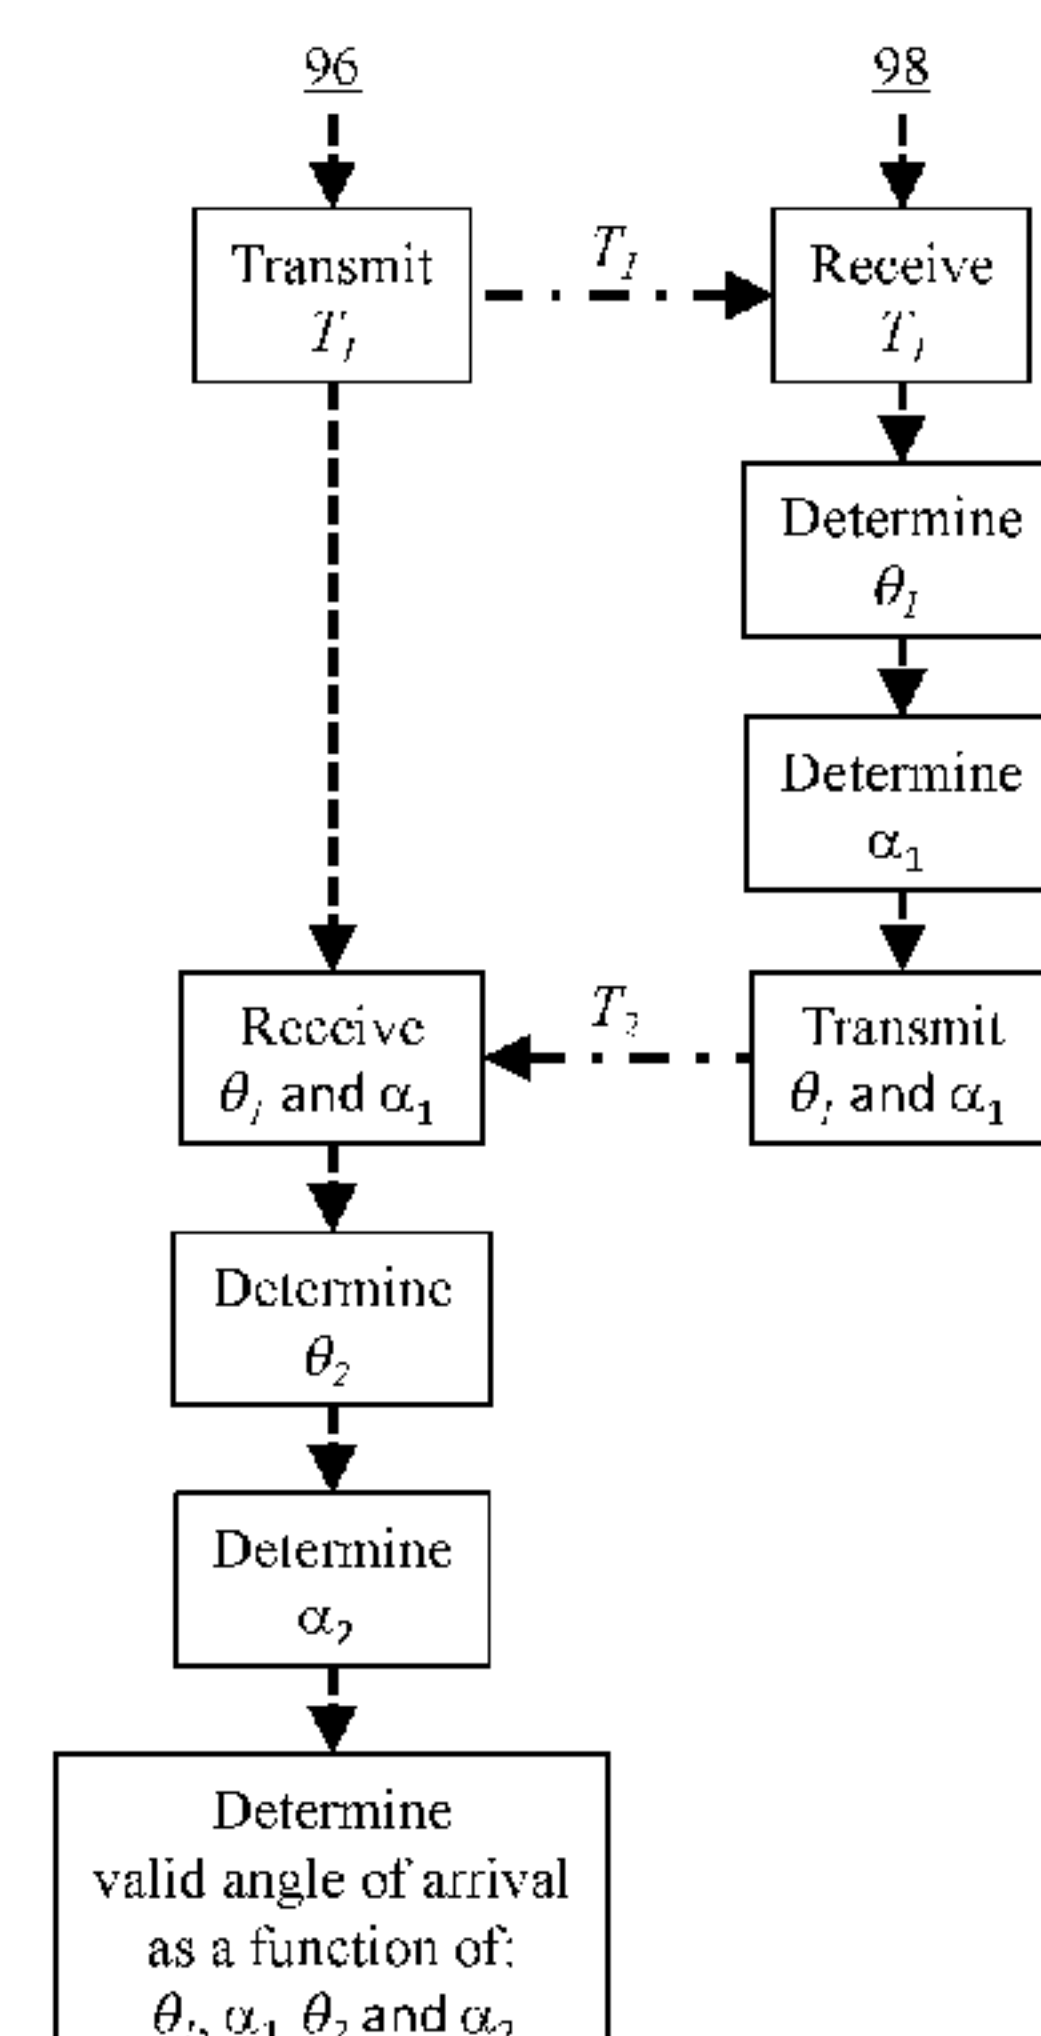 96
98
Transmit
T1
T1
Receive
T1
Determine
θ1
Determine
α1
Receive
θ1 and α1
T2
Transmit
θ1 and α1
Determine
θ2
Determine
α2
Determine
valid angle of arrival
as a function of:
θ1, α1 θ2 and α2